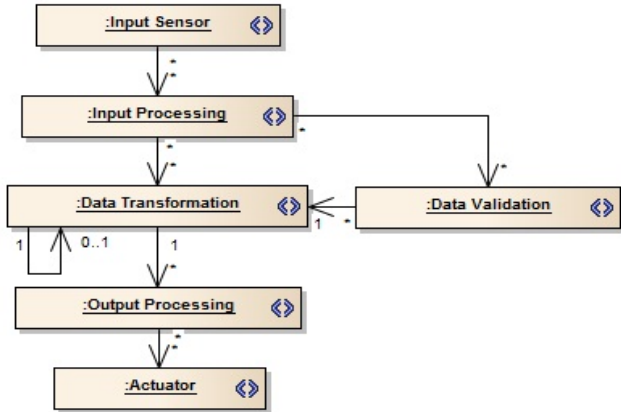 :Input Sensor
*
*
:Input Processing
*
*
*
*
:Data Transformation
:Data Validation
1
*
1
0..1
1
*
:Output Processing
*
*
:Actuator